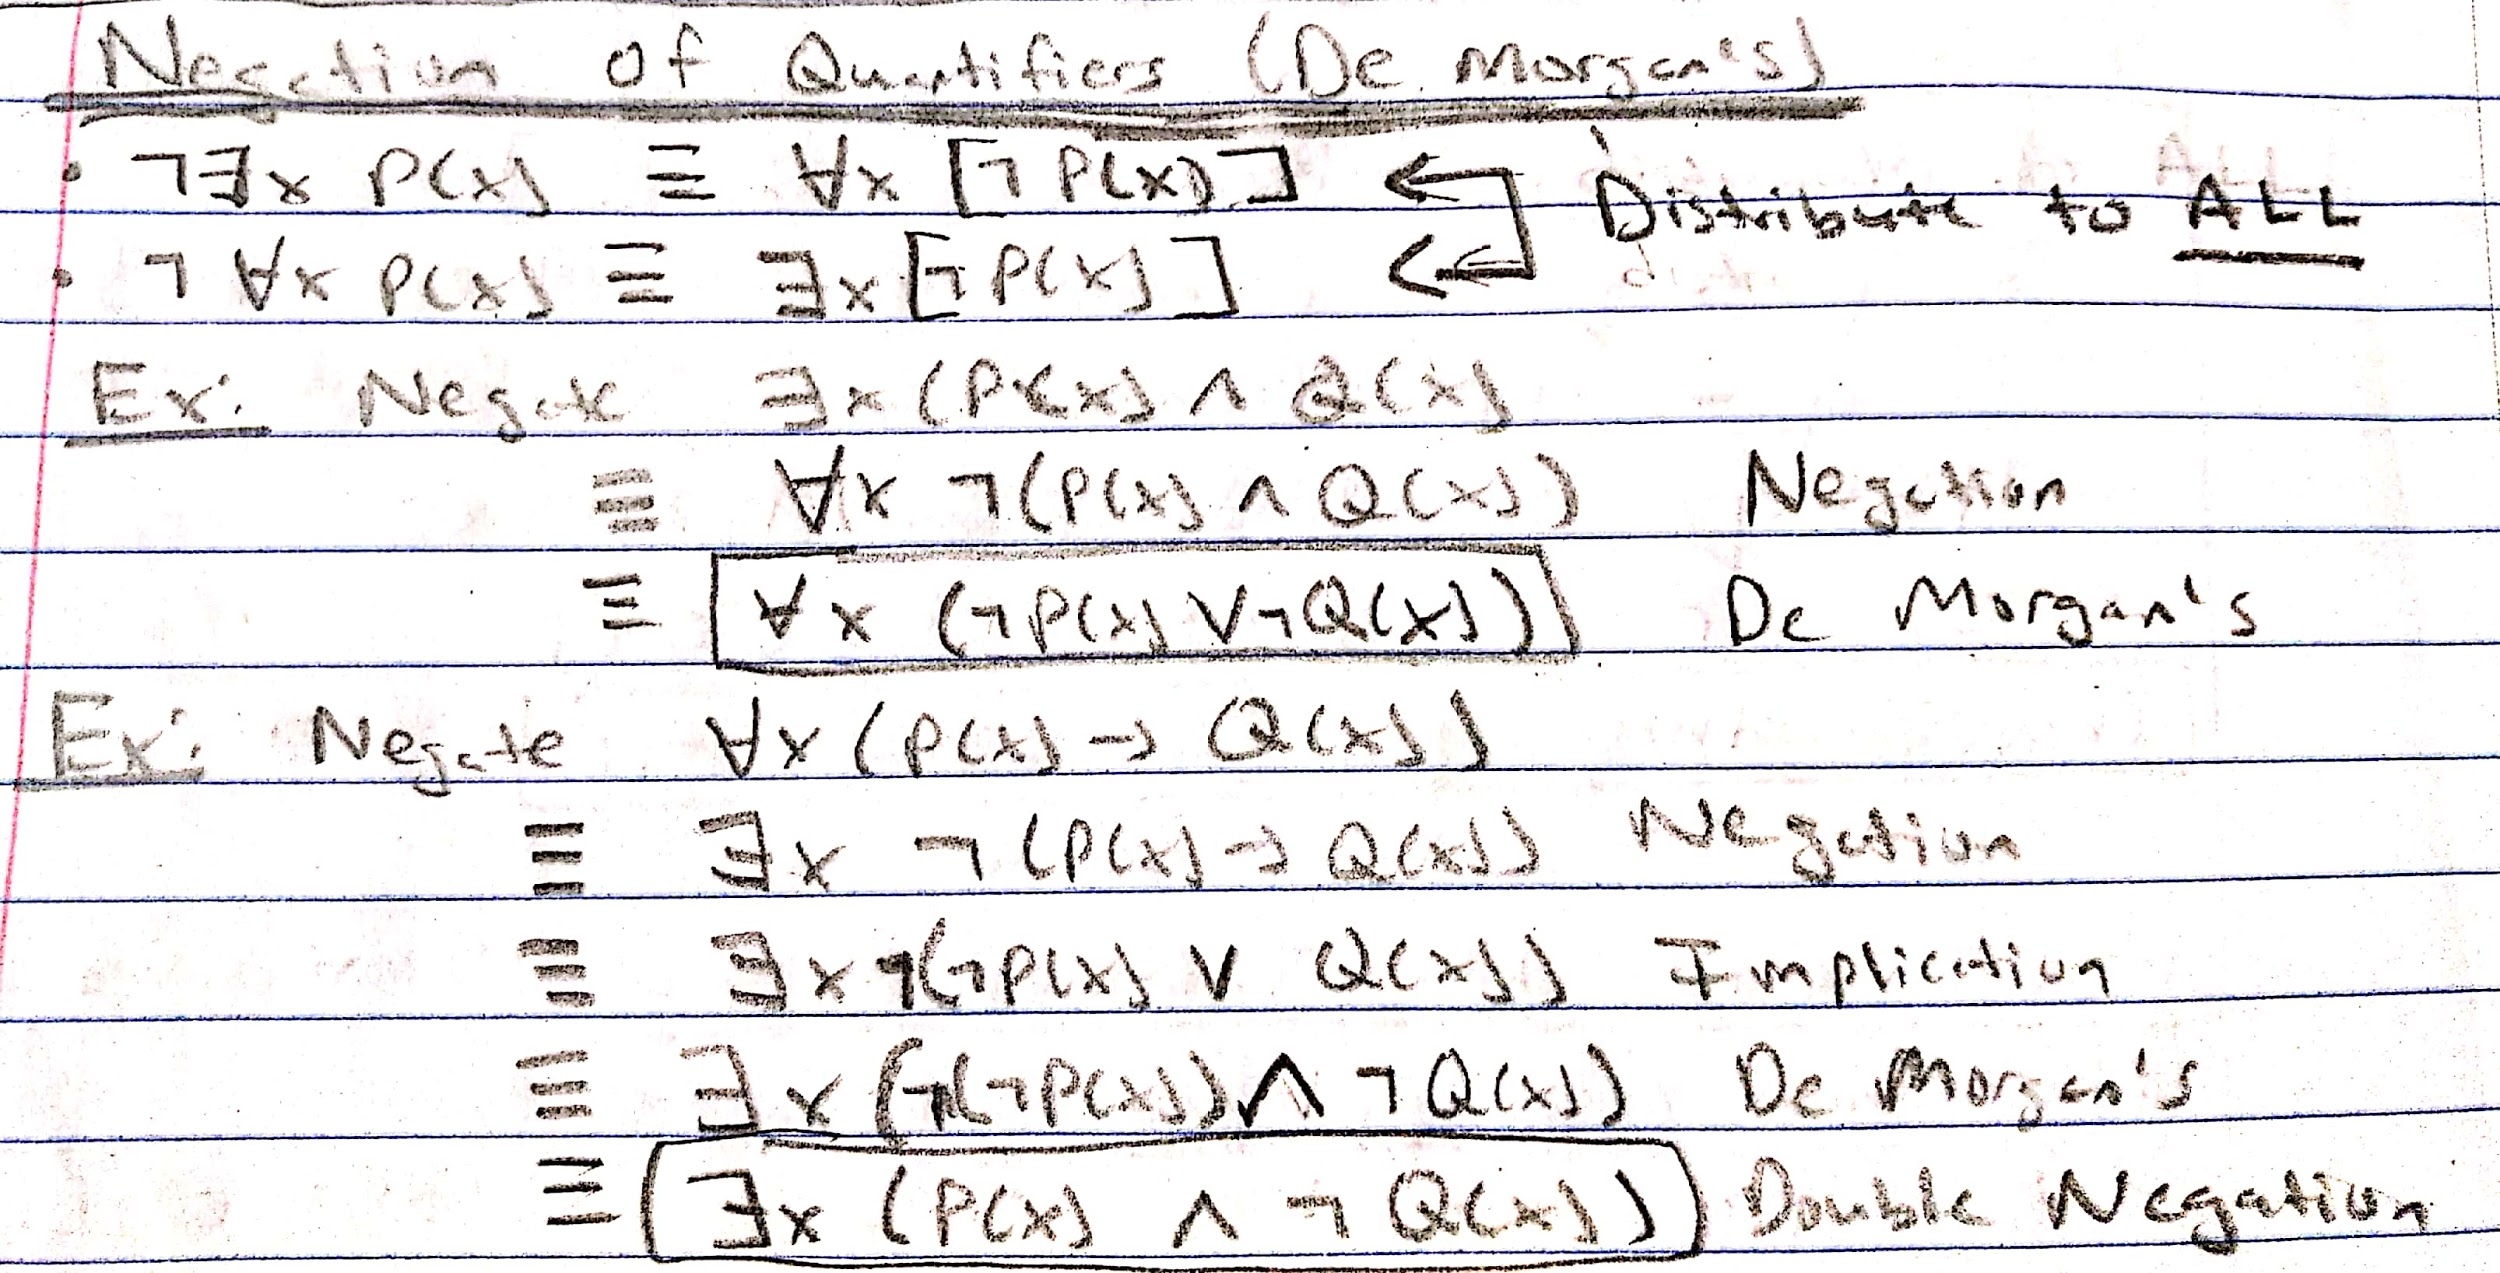 Negation of Quantifiers (De Morgan's)
• ¬∃x P(x) ≡ ∀x [¬P(x)] ← Distribute to ALL
• ¬∀x P(x) ≡ ∃x [¬P(x)] ←
Ex: Negate ∃x (P(x) ∧ Q(x)
≡ ∀x ¬(P(x) ∧ Q(x)) Negation
≡ ∀x (¬P(x) ∨ ¬Q(x)) De Morgan's
Ex: Negate ∀x (P(x) → Q(x))
≡ ∃x ¬(P(x) → Q(x)) Negation
≡ ∃x ¬(¬P(x) ∨ Q(x)) Implication
≡ ∃x (¬(¬P(x)) ∧ ¬Q(x)) De Morgan's
≡ ∃x (P(x) ∧ ¬Q(x)) Double Negation